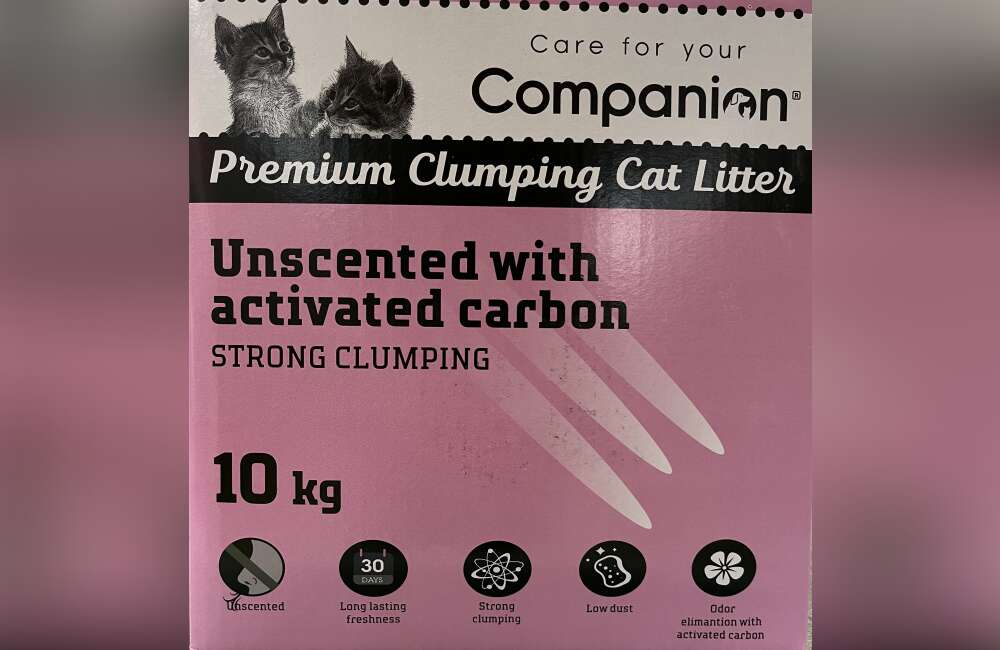 Care for your
Companion®
Premium Clumping Cat Litter
Unscented with
activated carbon
STRONG CLUMPING
10 kg
30
DAYS
Unscented
Long lasting
freshness
Strong
clumping
Low dust
Odor
elimantion with
activated carbon